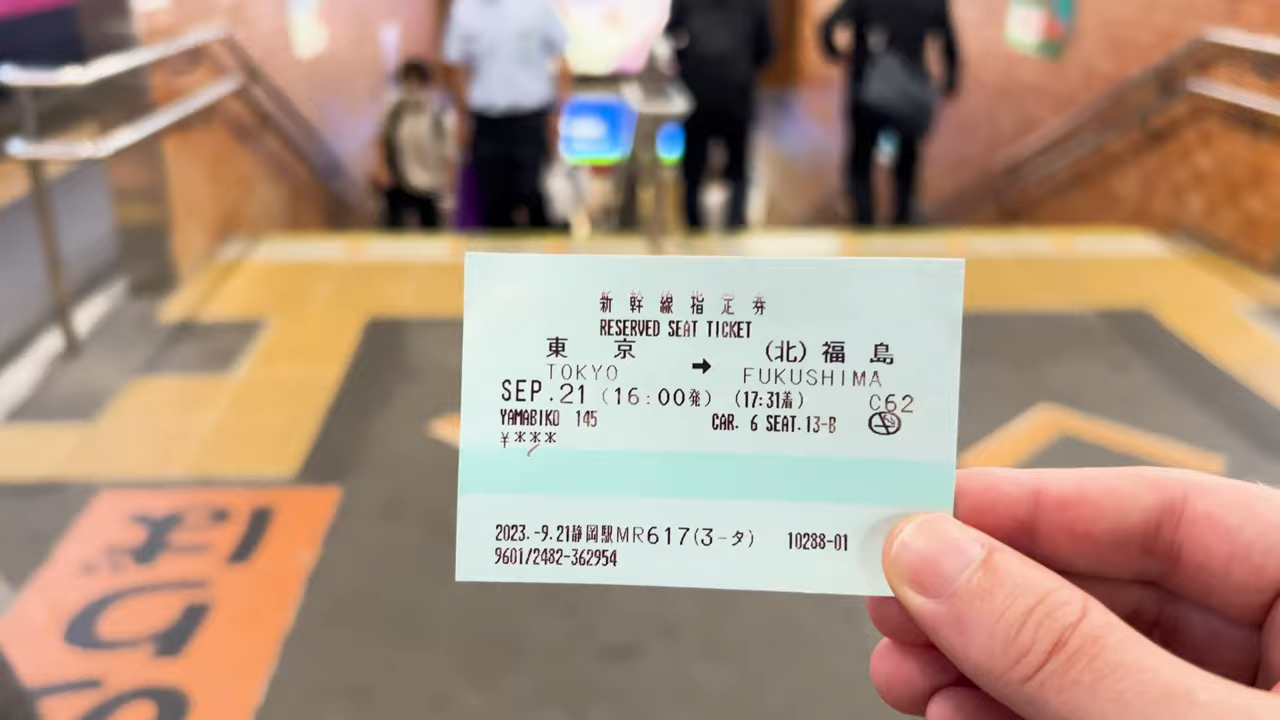 新幹線指定券
RESERVED SEAT TICKET
東 京 → (北) 福 島
TOKYO FUKUSHIMA
SEP.21 (16:00発) (17:31着) C62
YAMABIKO 145 CAR. 6 SEAT.13-B
¥***
2023.-9.21静岡駅MR617(3-タ) 10288-01
9601/2482-362954